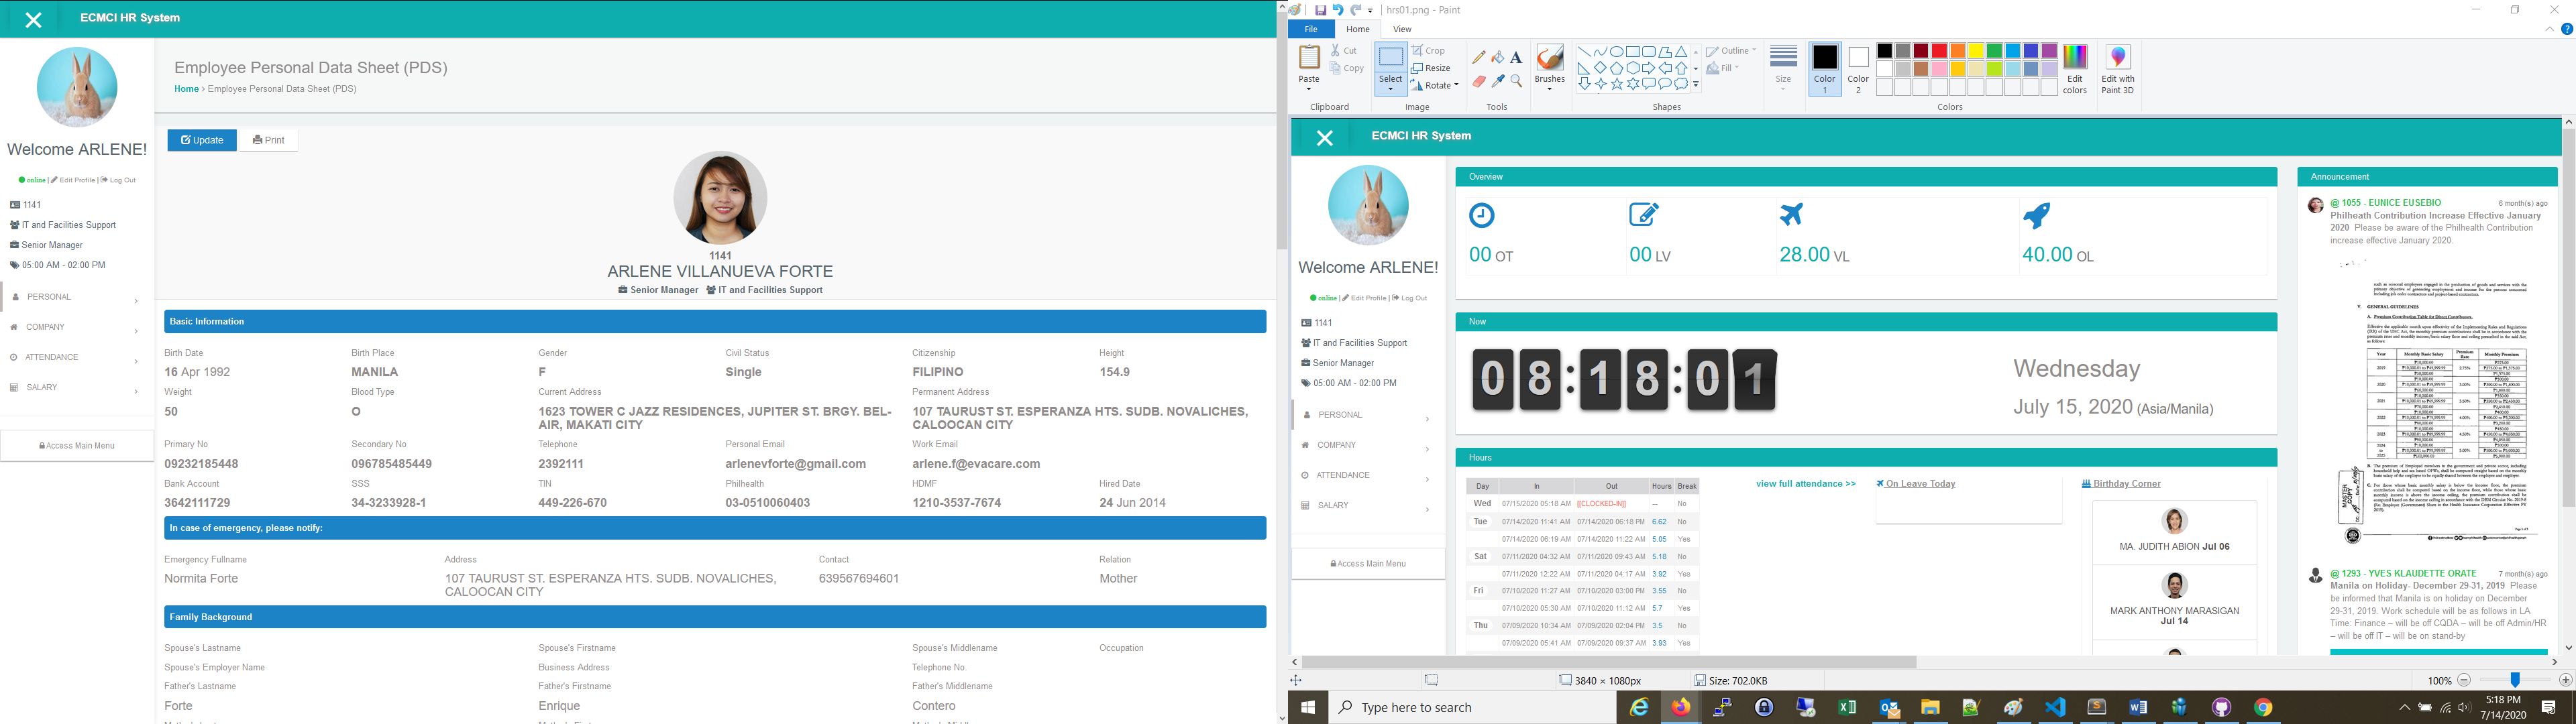 ECMCI HR System
Welcome ARLENE!
online | Edit Profile | Log Out
1141
IT and Facilities Support
Senior Manager
05:00 AM - 02:00 PM
PERSONAL
COMPANY
ATTENDANCE
SALARY
Access Main Menu
Employee Personal Data Sheet (PDS)
Home > Employee Personal Data Sheet (PDS)
Update Print
1141
ARLENE VILLANUEVA FORTE
Senior Manager IT and Facilities Support
Basic Information
Birth Date Birth Place Gender Civil Status Citizenship Height
16 Apr 1992 MANILA F Single FILIPINO 154.9
Weight Blood Type Current Address Permanent Address
50 O 1623 TOWER C JAZZ RESIDENCES, JUPITER ST. BRGY. BEL-AIR, MAKATI CITY 107 TAURUST ST. ESPERANZA HTS. SUDB. NOVALICHES, CALOOCAN CITY
Primary No Secondary No Telephone Personal Email Work Email
09232185448 096785485449 2392111 arlenevforte@gmail.com arlene.f@evacare.com
Bank Account SSS TIN Philhealth HDMF Hired Date
3642111729 34-3233928-1 449-226-670 03-0510060403 1210-3537-7674 24 Jun 2014
In case of emergency, please notify:
Emergency Fullname Address Contact Relation
Normita Forte 107 TAURUST ST. ESPERANZA HTS. SUDB. NOVALICHES, CALOOCAN CITY 639567694601 Mother
Family Background
Spouse's Lastname Spouse's Firstname Spouse's Middlename Occupation
Spouse's Employer Name Business Address Telephone No.
Father's Lastname Father's Firstname Father's Middlename
Forte Enrique Contero
hrs01.png - Paint
File Home View
Paste Cut Copy
Clipboard
Select Crop Resize Rotate
Image
Tools
Brushes
Shapes
Outline
Fill
Size
Color 1
Color 2
Edit colors
Colors
Edit with Paint 3D
ECMCI HR System
Welcome ARLENE!
online | Edit Profile | Log Out
1141
IT and Facilities Support
Senior Manager
05:00 AM - 02:00 PM
PERSONAL
COMPANY
ATTENDANCE
SALARY
Access Main Menu
Overview
00 OT 00 LV 28.00 VL 40.00 OL
Now
08:18:01
Wednesday
July 15, 2020 (Asia/Manila)
Hours
Day In Out Hours Break
Wed 07/15/2020 05:18 AM [[CLOCKED-IN]] -- No
Tue 07/14/2020 11:41 AM 07/14/2020 06:18 PM 6.62 No
07/14/2020 06:19 AM 07/14/2020 11:22 AM 5.05 Yes
Sat 07/11/2020 04:32 AM 07/11/2020 09:43 AM 5.18 No
07/11/2020 12:22 AM 07/11/2020 04:17 AM 3.92 Yes
Fri 07/10/2020 11:27 AM 07/10/2020 03:00 PM 3.55 No
07/10/2020 05:30 AM 07/10/2020 11:12 AM 5.7 Yes
Thu 07/09/2020 10:34 AM 07/09/2020 02:04 PM 3.5 No
07/09/2020 05:41 AM 07/09/2020 09:37 AM 3.93 Yes
view full attendance >>
On Leave Today
Birthday Corner
MA. JUDITH ABION Jul 06
MARK ANTHONY MARASIGAN
Jul 14
Announcement
@ 1055 - EUNICE EUSEBIO 6 month(s) ago
Philheath Contribution Increase Effective January
2020 Please be aware of the Philhealth Contribution
increase effective January 2020.
V. GENERAL GUIDELINES
A. Premium Contribution Table for Direct Contributors.
Year Monthly Basic Salary Premium Rate Monthly Premium
@ 1293 - YVES KLAUDETTE ORATE 7 month(s) ago
Manila on Holiday- December 29-31, 2019 Please
be informed that Manila is on holiday on December
29-31, 2019. Work schedule will be as follows in LA
Time: Finance – will be off CQDA – will be off Admin/HR
– will be off IT – will be on stand-by
3840 × 1080px
Size: 702.0KB
100%
Type here to search
5:18 PM
7/14/2020